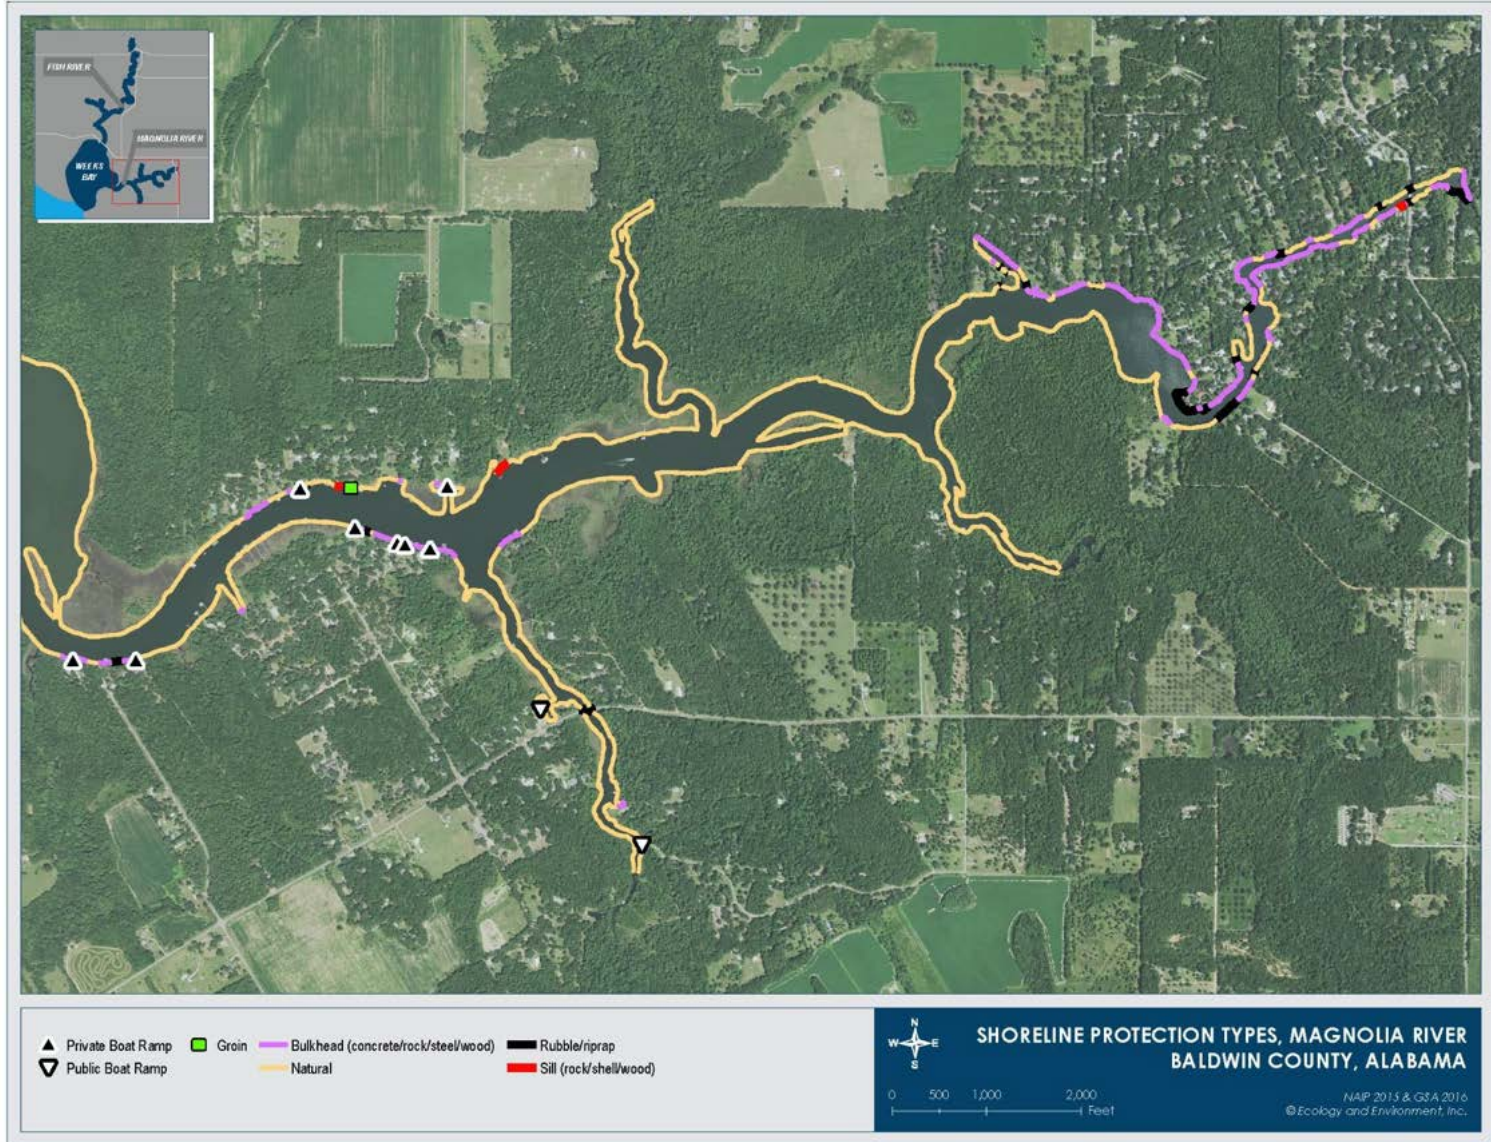 FISH RIVER
MAGNOLIA RIVER
WEEKS
BAY
Private Boat Ramp
Groin
Bulkhead (concrete/rock/steel/wood)
Rubble/riprap
Public Boat Ramp
Natural
Sill (rock/shell/wood)
N
W E
S
SHORELINE PROTECTION TYPES, MAGNOLIA RIVER
BALDWIN COUNTY, ALABAMA
0 500 1,000 2,000
Feet
NAIP 2015 & GSA 2016
© Ecology and Environment, Inc.